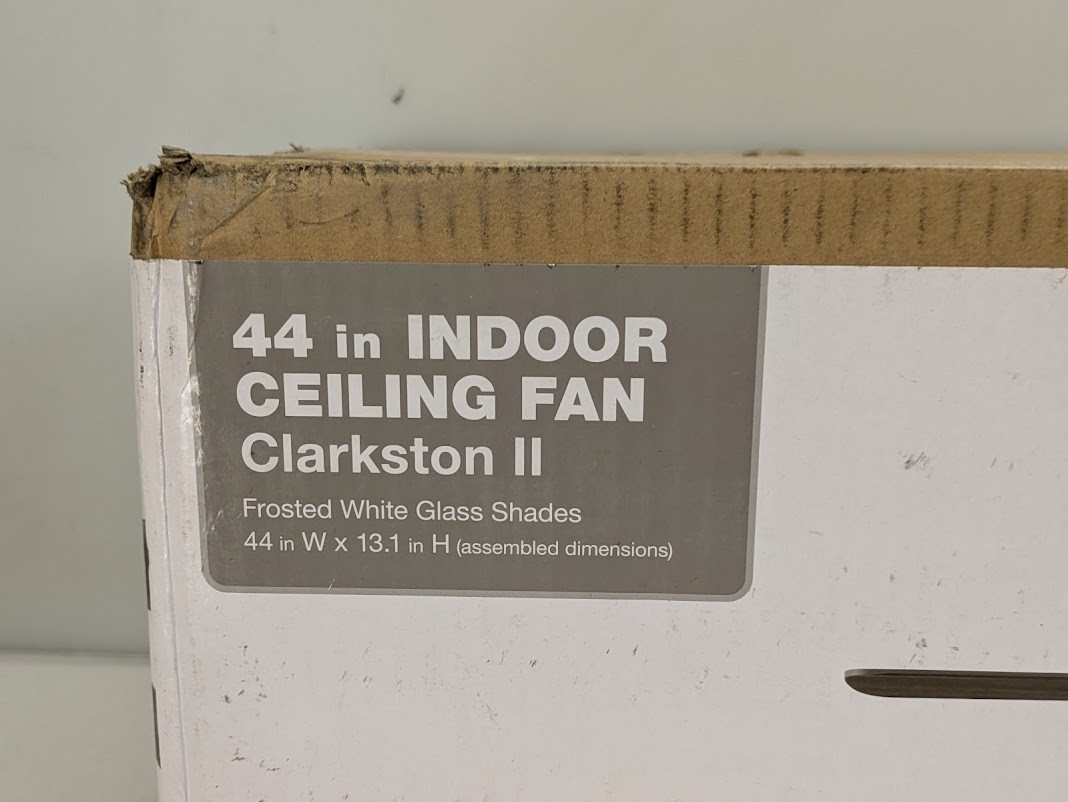 44 in INDOOR
CEILING FAN
Clarkston II
Frosted White Glass Shades
44 in W x 13.1 in H (assembled dimensions)